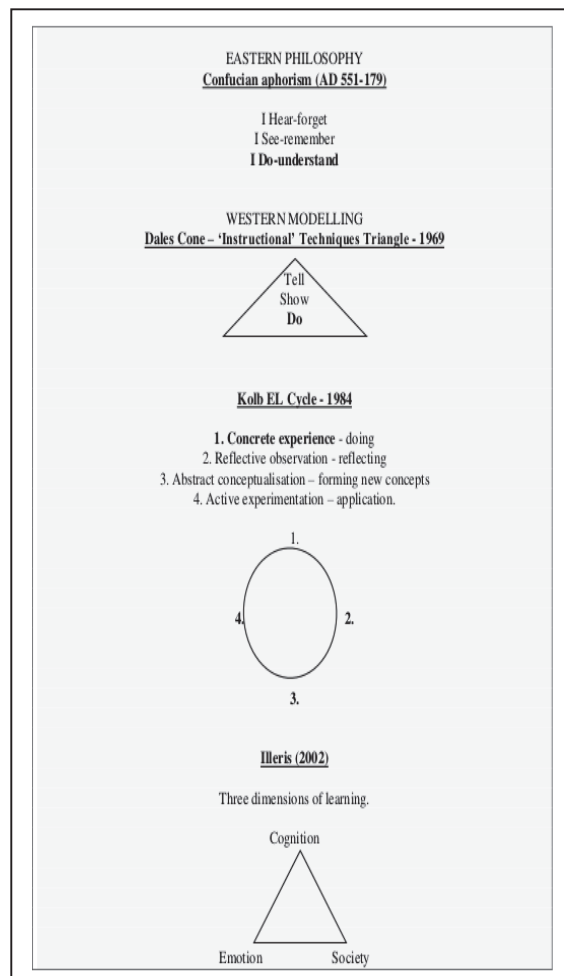 EASTERN PHILOSOPHY
Confucian aphorism (AD 551-179)
I Hear-forget
I See-remember
I Do-understand
WESTERN MODELLING
Dales Cone – ‘Instructional’ Techniques Triangle - 1969
Tell
Show
Do
Kolb EL Cycle - 1984
1. Concrete experience - doing
2. Reflective observation - reflecting
3. Abstract conceptualisation – forming new concepts
4. Active experimentation – application.
1.
4.
2.
3.
Illeris (2002)
Three dimensions of learning.
Cognition
Emotion Society